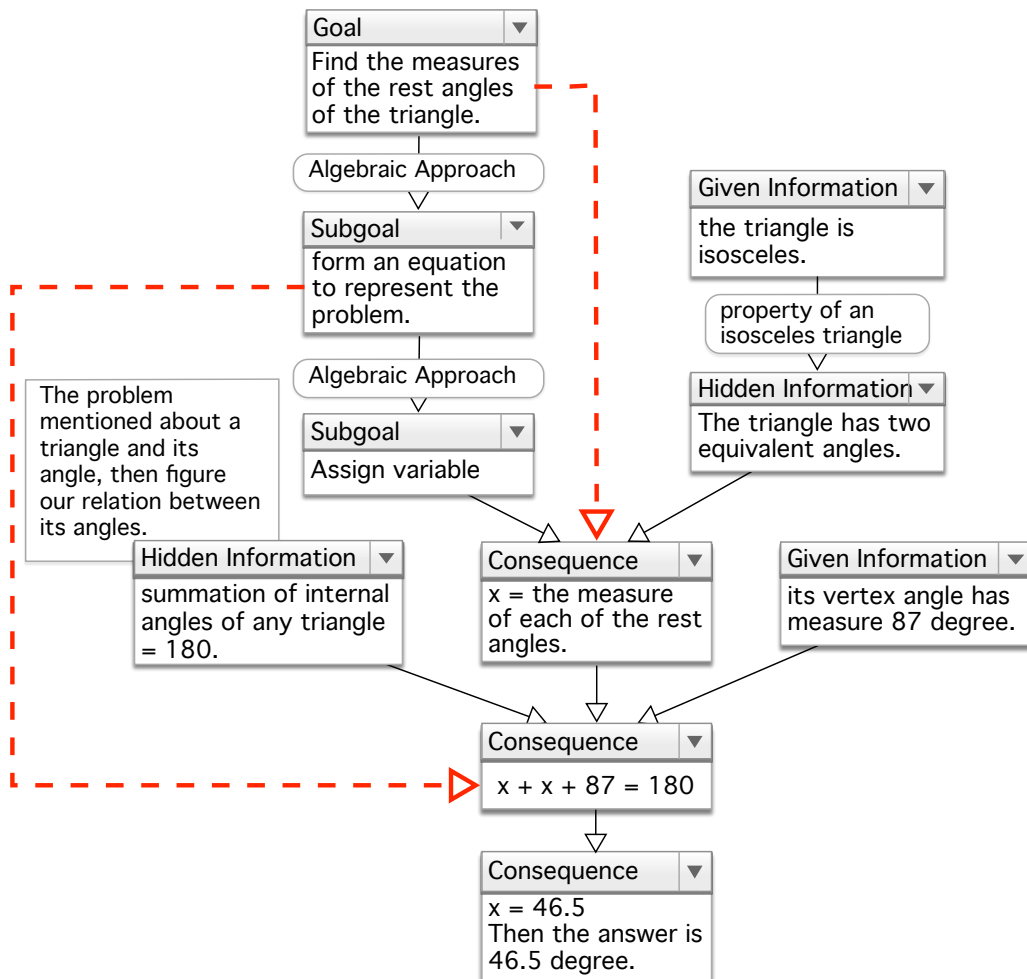 Goal
Find the measures
of the rest angles
of the triangle.
Algebraic Approach
Subgoal
form an equation
to represent the
problem.
Algebraic Approach
Subgoal
Assign variable
Given Information
the triangle is
isosceles.
property of an
isosceles triangle
Hidden Information
The triangle has two
equivalent angles.
The problem
mentioned about a
triangle and its
angle, then figure
our relation between
its angles.
Hidden Information
summation of internal
angles of any triangle
= 180.
Consequence
x = the measure
of each of the rest
angles.
Given Information
its vertex angle has
measure 87 degree.
Consequence
x + x + 87 = 180
Consequence
x = 46.5
Then the answer is
46.5 degree.